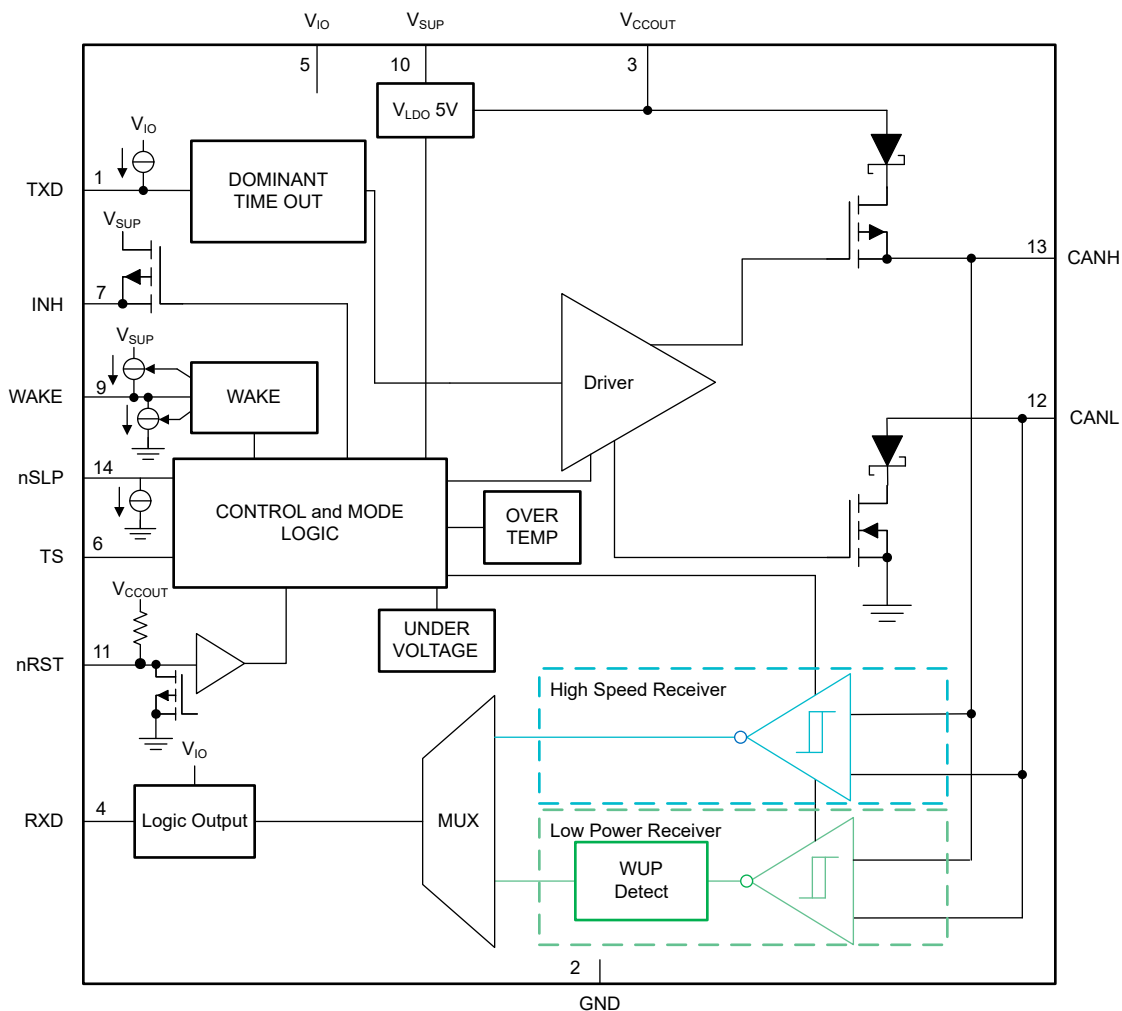 VIO
VSUP
VCCOUT
5
10
3
VLDO 5V
VIO
TXD
1
DOMINANT
TIME OUT
VSUP
INH
7
VSUP
WAKE
9
WAKE
nSLP
14
CONTROL and MODE
LOGIC
TS
6
OVER
TEMP
UNDER
VOLTAGE
VCCOUT
nRST
11
Driver
13
CANH
12
CANL
High Speed Receiver
VIO
RXD
4
Logic Output
MUX
Low Power Receiver
WUP
Detect
2
GND